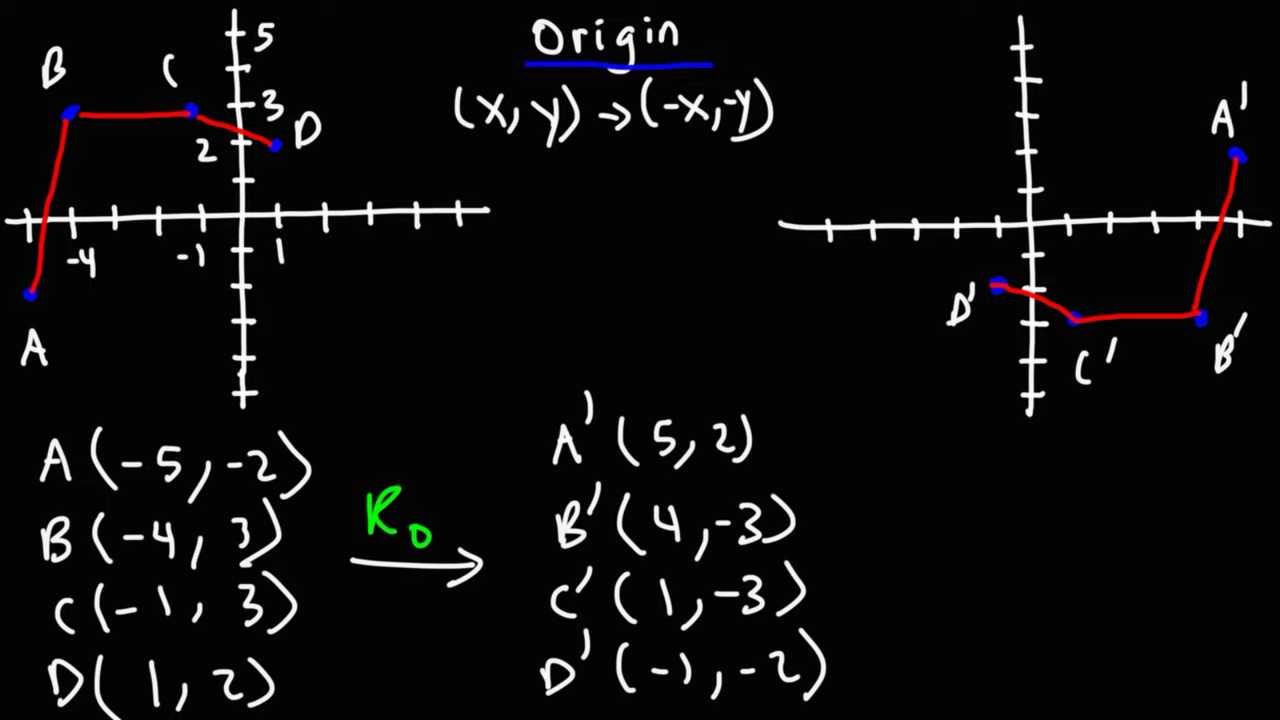 Origin
(x, y) → (-x, -y)
5
B
C
3
D
2
-4
-1
1
A
A'
D'
C'
B'
A (-5, -2)
B (-4, 3)
C (-1, 3)
D (1, 2)
R₀
A' (5, 2)
B' (4, -3)
C' (1, -3)
D' (-1, -2)